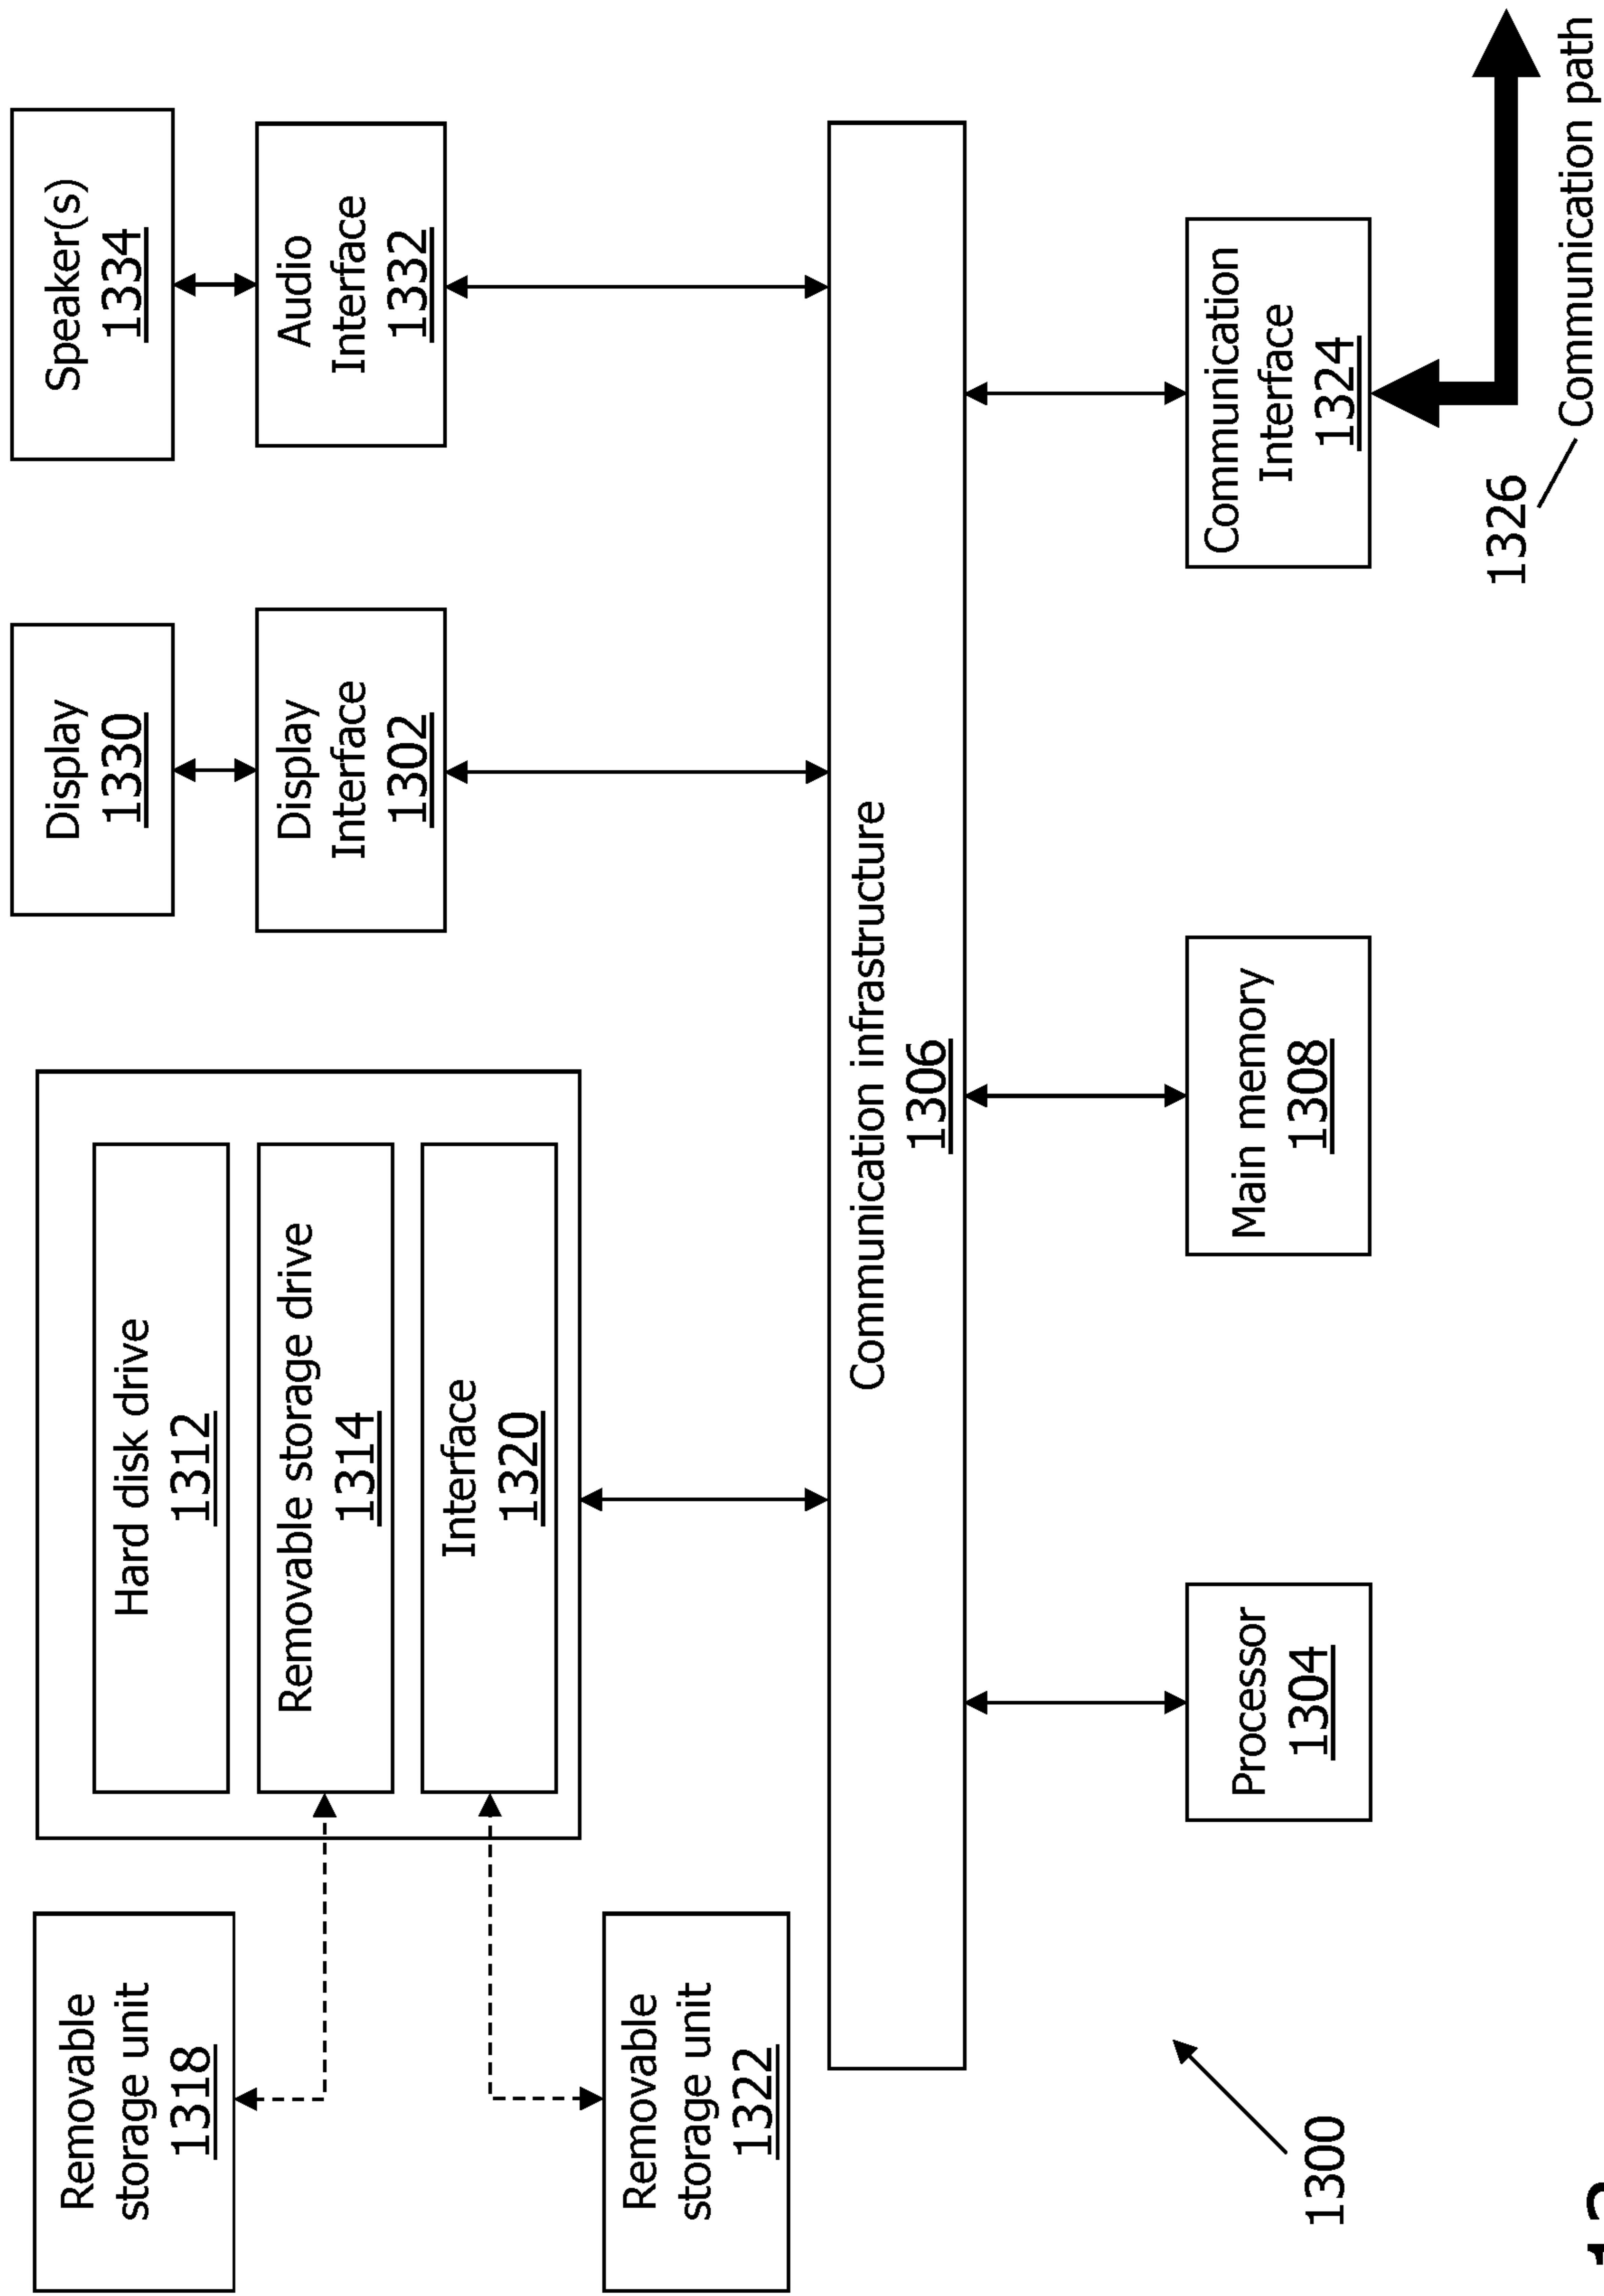 Removable
storage unit
1318
Hard disk drive
1312
Removable storage drive
1314
Interface
1320
Removable
storage unit
1322
Display
1330
Display
Interface
1302
Speaker(s)
1334
Audio
Interface
1332
Communication infrastructure
1306
Processor
1304
Main memory
1308
Communication
Interface
1324
1326
Communication path
1300